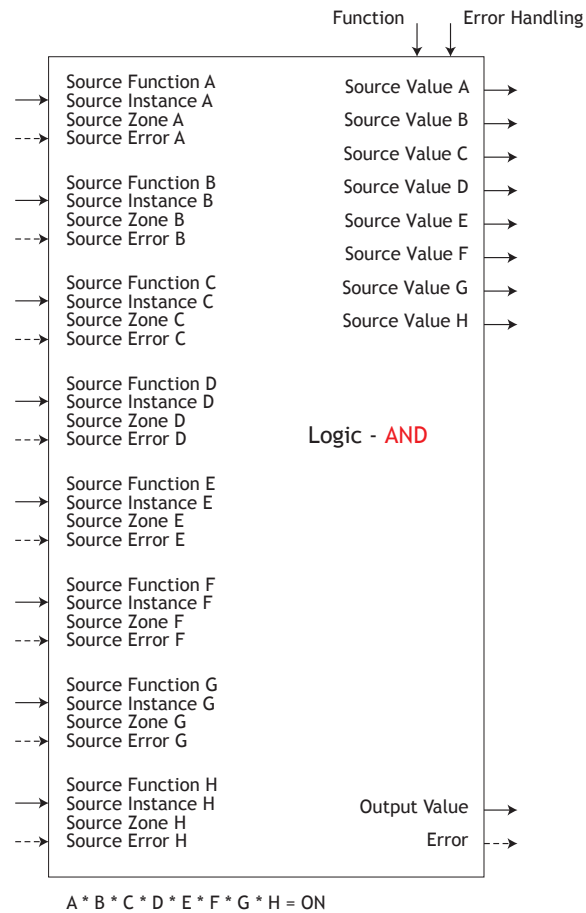 Function Error Handling
Source Function A
Source Instance A
Source Zone A
Source Error A
Source Function B
Source Instance B
Source Zone B
Source Error B
Source Function C
Source Instance C
Source Zone C
Source Error C
Source Function D
Source Instance D
Source Zone D
Source Error D
Source Function E
Source Instance E
Source Zone E
Source Error E
Source Function F
Source Instance F
Source Zone F
Source Error F
Source Function G
Source Instance G
Source Zone G
Source Error G
Source Function H
Source Instance H
Source Zone H
Source Error H
Source Value A
Source Value B
Source Value C
Source Value D
Source Value E
Source Value F
Source Value G
Source Value H
Logic - AND
Output Value
Error
A * B * C * D * E * F * G * H = ON